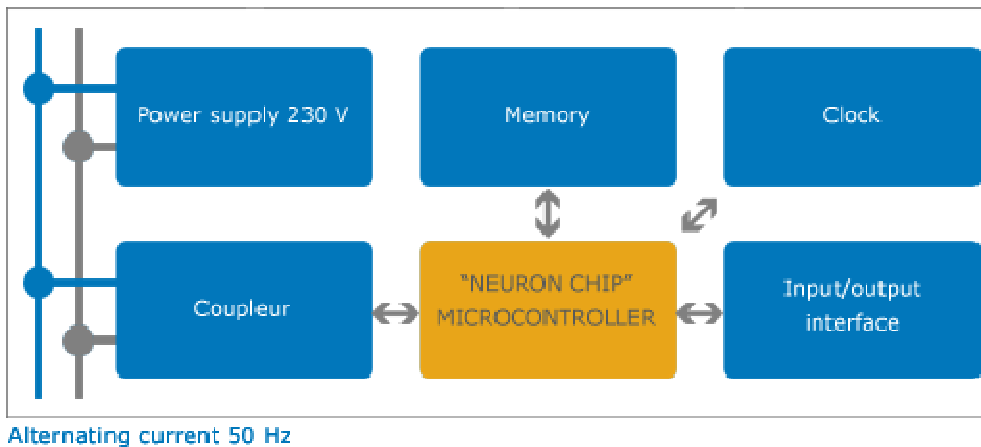 Power supply 230 V
Memory
Clock
Coupleur
“NEURON CHIP”
MICROCONTROLLER
Input/output
interface
Alternating current 50 Hz